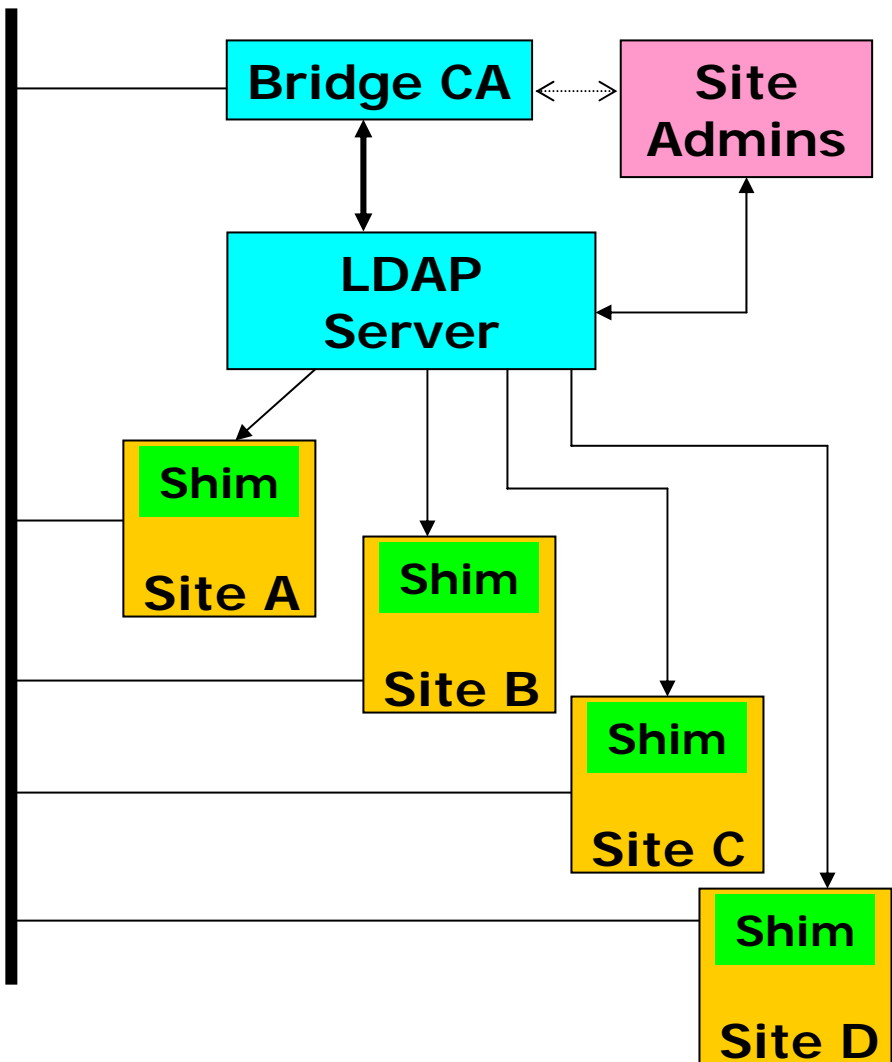 Bridge CA
Site
Admins
LDAP
Server
Shim
Site A
Shim
Site B
Shim
Site C
Shim
Site D